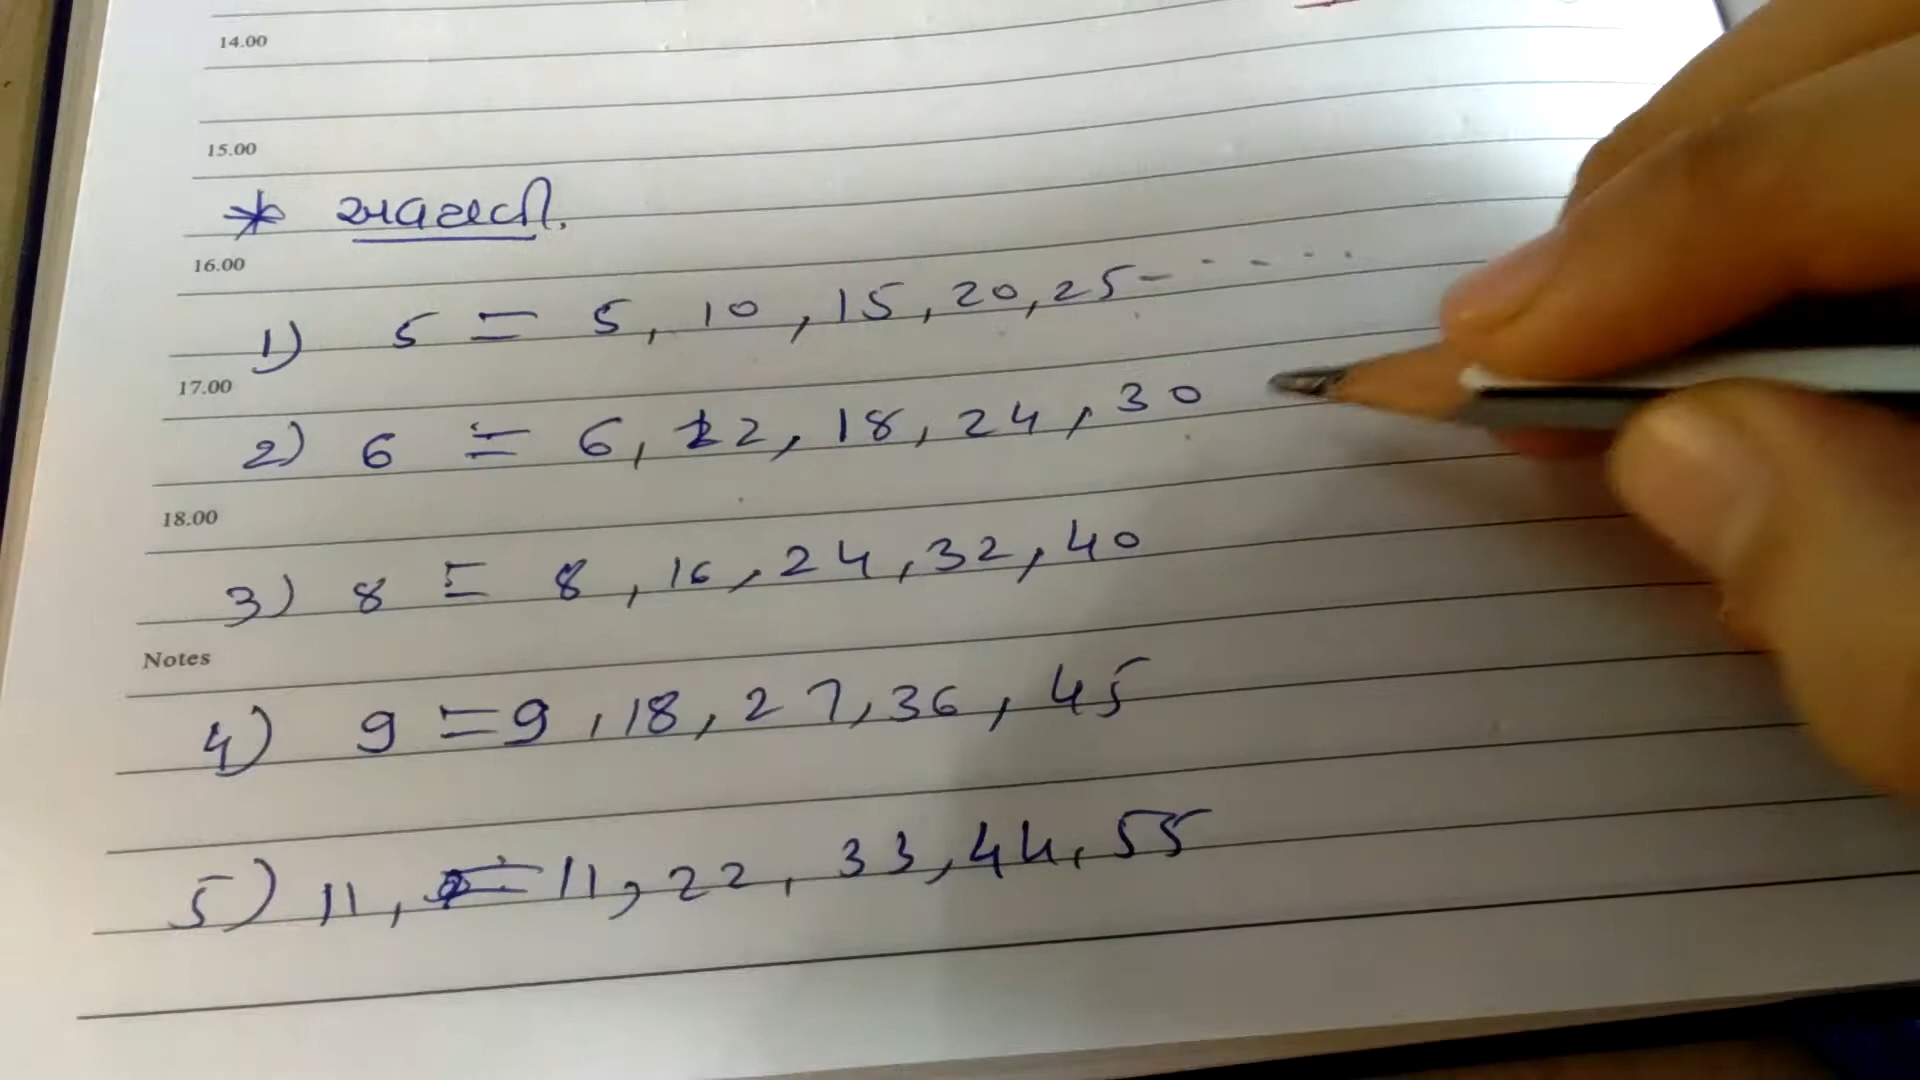 14.00
15.00
* અવયવી.
16.00
1) 5 = 5, 10, 15, 20, 25- - - - . .
17.00
2) 6 = 6, 12, 18, 24, 30
18.00
3) 8 = 8, 16, 24, 32, 40
Notes
4) 9 = 9, 18, 27, 36, 45
5) 11, = 11, 22, 33, 44, 55